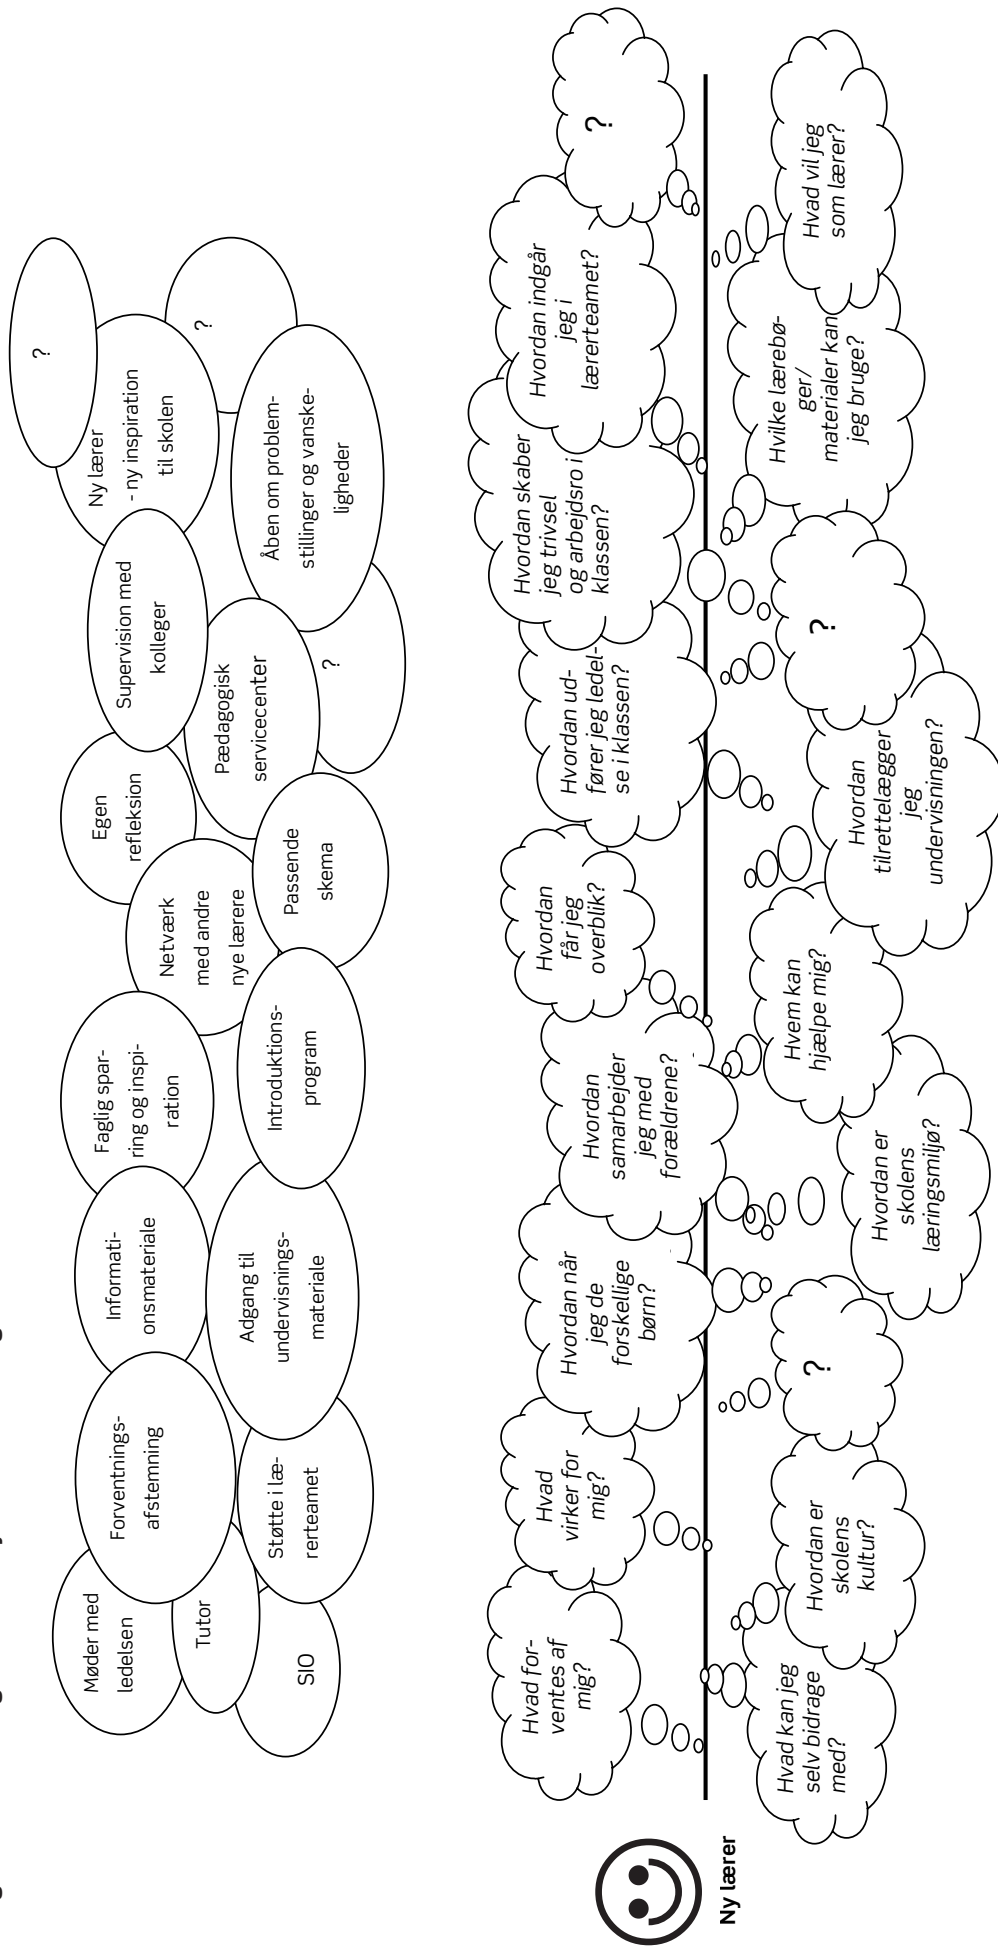 Møder med
ledelsen
Tutor
SIO
Forventnings-
afstemning
Støtte i læ-
rerteamet
Informati-
onsmateriale
Adgang til
undervisnings-
materiale
Faglig spar-
ring og inspi-
ration
Introduktions-
program
Netværk
med andre
nye lærere
Egen
refleksion
Passende
skema
Supervision med
kolleger
Pædagogisk
servicecenter
?
Ny lærer
- ny inspiration
til skolen
Åben om problem-
stillinger og vanske-
ligheder
?
?
Hvad for-
ventes af
mig?
Hvad
virker for
mig?
Hvordan når
jeg de
forskellige
børn?
Hvordan
samarbejder
jeg med
forældrene?
Hvordan
får jeg
overblik?
Hvordan ud-
fører jeg ledel-
se i klassen?
Hvordan skaber
jeg trivsel
og arbejdsro i
klassen?
Hvordan indgår
jeg i
lærerteamet?
?
Ny lærer
Hvad kan jeg
selv bidrage
med?
Hvordan er
skolens
kultur?
?
Hvordan er
skolens
læringsmiljø?
Hvem kan
hjælpe mig?
Hvordan
tilrettelægger
jeg
undervisningen?
?
Hvilke lærebø-
ger/
materialer kan
jeg bruge?
Hvad vil jeg
som lærer?